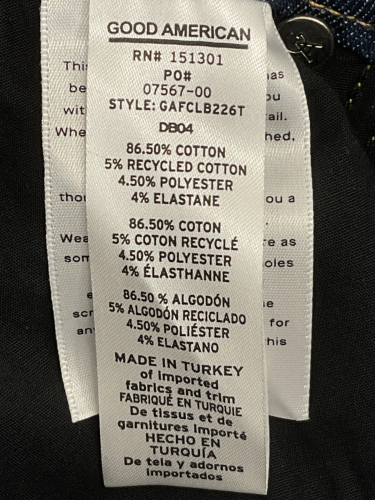 GOOD AMERICAN
RN# 151301
PO#
07567-00
STYLE: GAFCLB226T
DB04
86.50% COTTON
5% RECYCLED COTTON
4.50% POLYESTER
4% ELASTANE
86.50% COTON
5% COTON RECYCLÉ
4.50% POLYESTER
4% ÉLASTHANNE
86.50 % ALGODÓN
5% ALGODÓN RECICLADO
4.50% POLIÉSTER
4% ELASTANO
MADE IN TURKEY
of imported
fabrics and trim
FABRIQUÉ EN TURQUIE
De tissus et de
garnitures importé
HECHO EN
TURQUÍA
De tela y adornos
importados